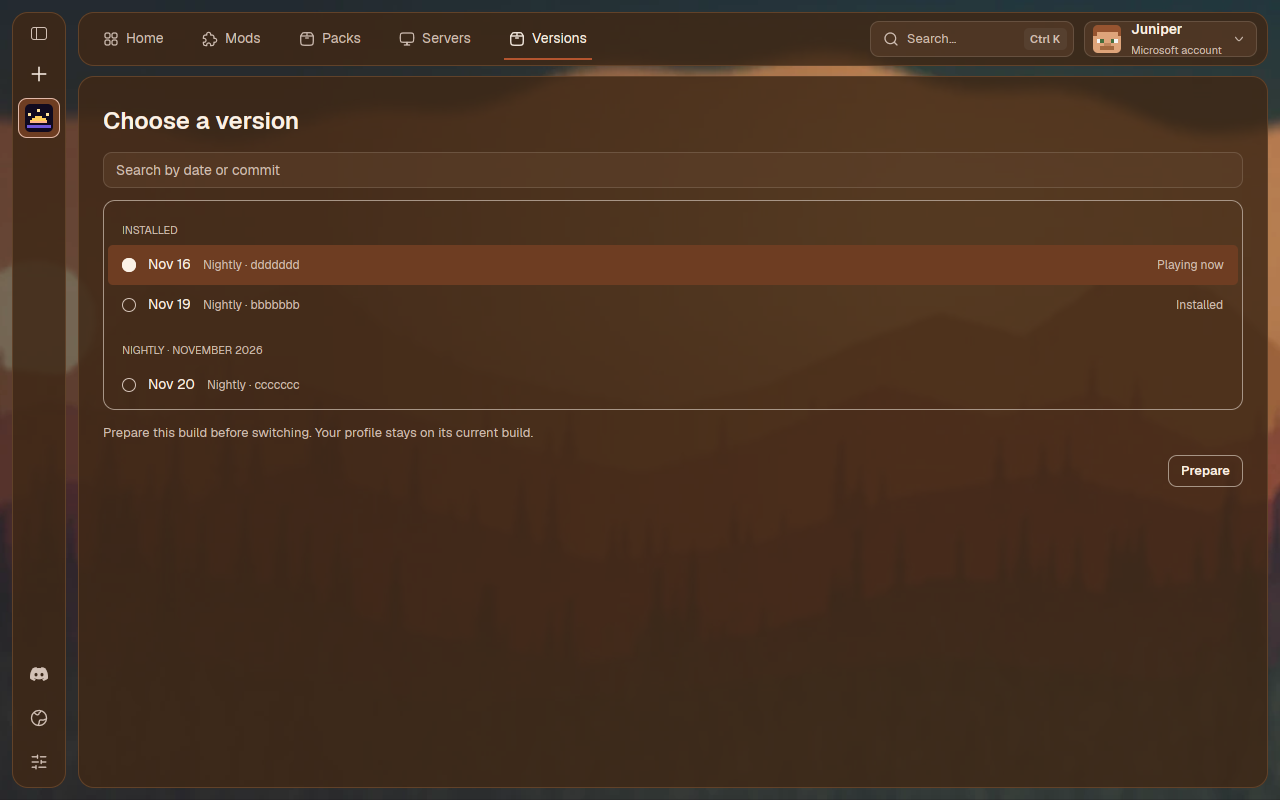 Home
Mods
Packs
Servers
Versions
Search...
Ctrl K
Juniper
Microsoft account
Choose a version
Search by date or commit
INSTALLED
Nov 16 Nightly · ddddddd Playing now
Nov 19 Nightly · bbbbbbb Installed
NIGHTLY · NOVEMBER 2026
Nov 20 Nightly · ccccccc
Prepare this build before switching. Your profile stays on its current build.
Prepare